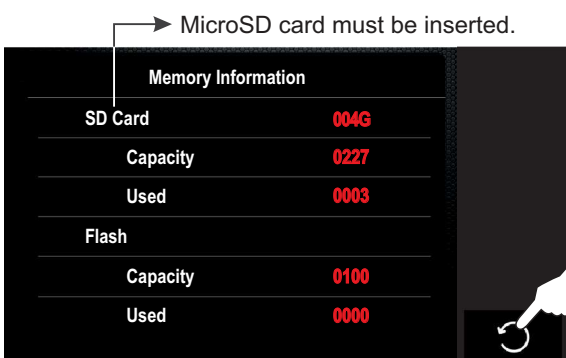 MicroSD card must be inserted.
Memory Information
SD Card 004G
Capacity 0227
Used 0003
Flash
Capacity 0100
Used 0000